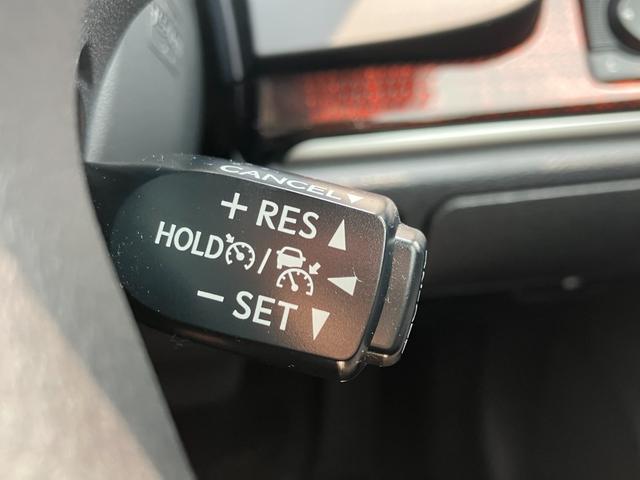 CANCEL
+ RES
HOLD /
− SET